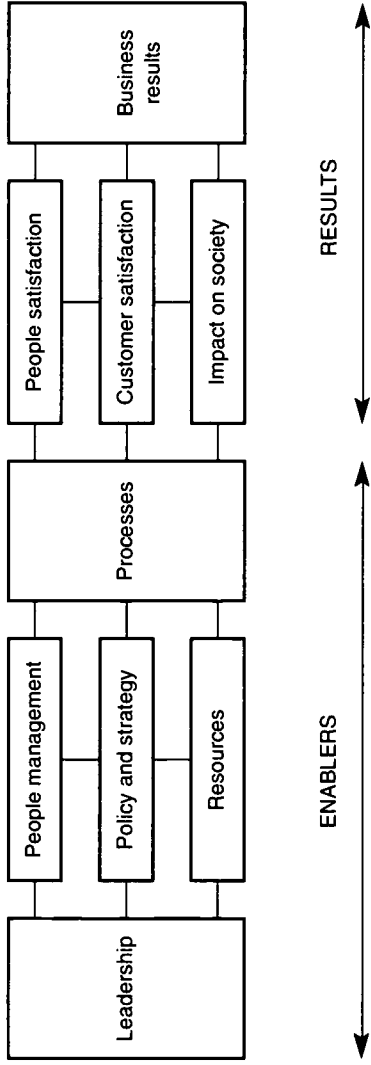 Leadership
People management
Policy and strategy
Resources
Processes
People satisfaction
Customer satisfaction
Impact on society
Business
results
ENABLERS
RESULTS